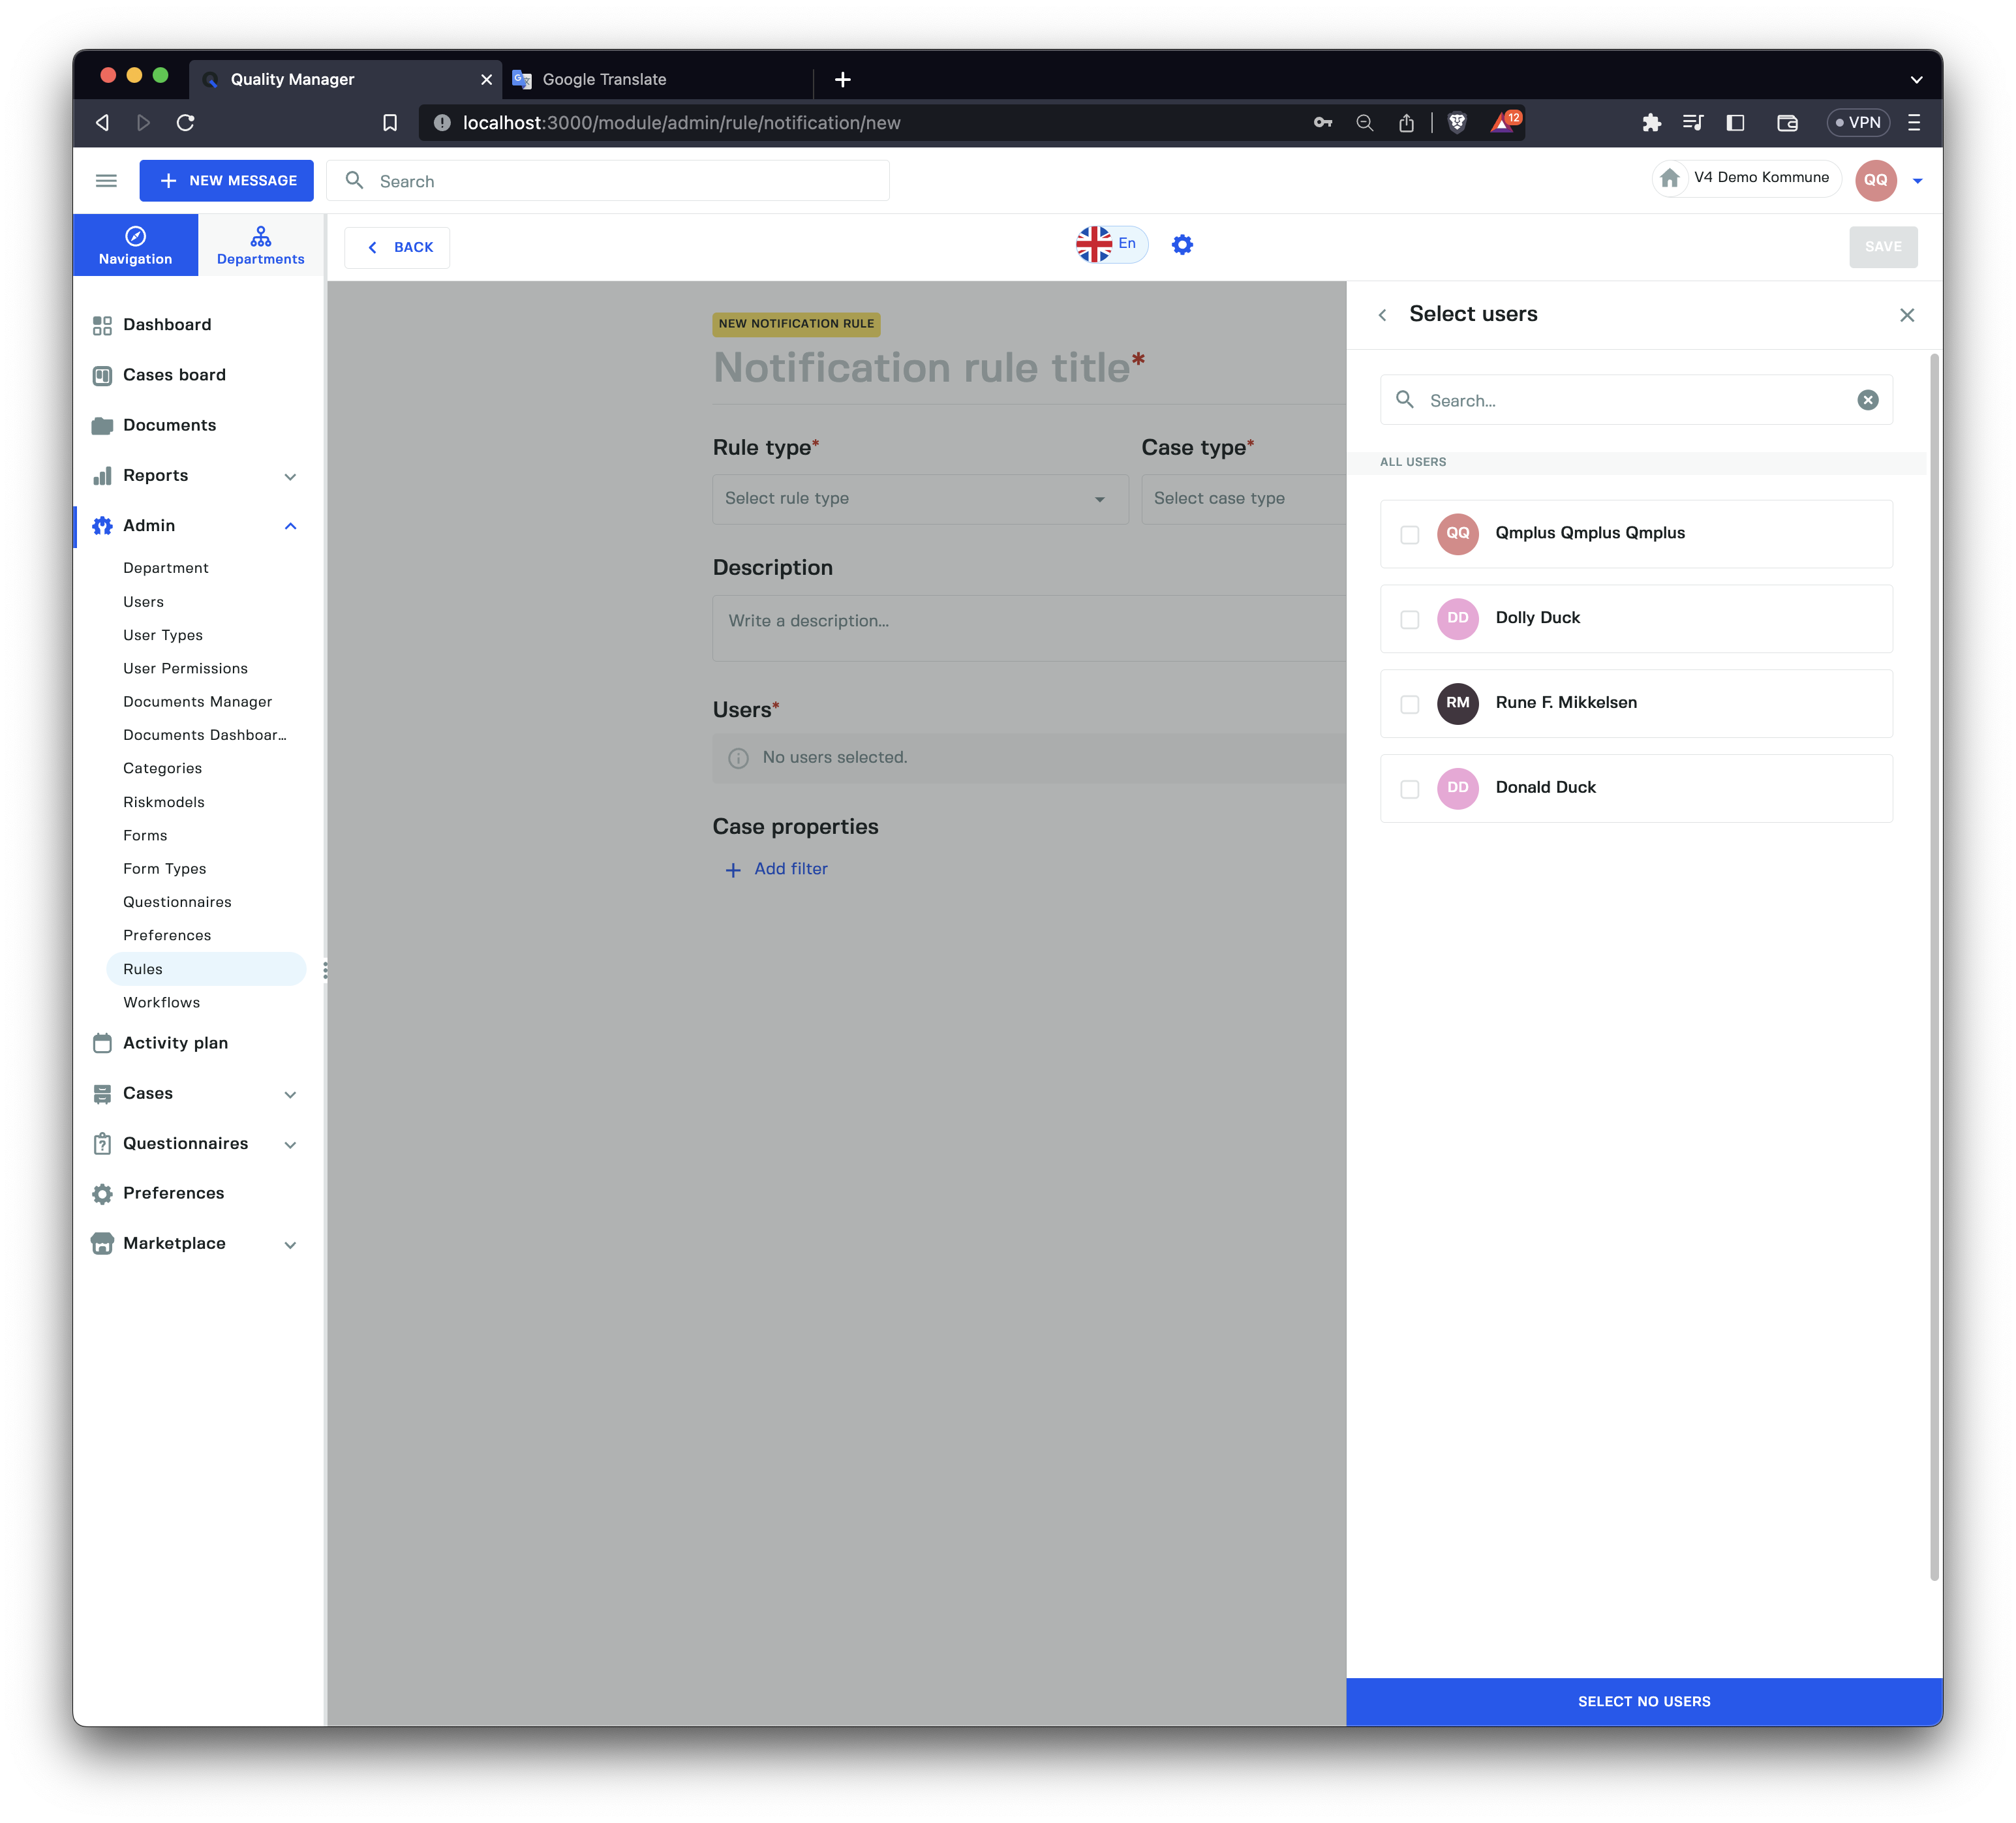 Quality Manager
Google Translate
localhost:3000/module/admin/rule/notification/new
12
VPN
NEW MESSAGE
Search
V4 Demo Kommune
QQ
Navigation
Departments
BACK
En
SAVE
Dashboard
Cases board
Documents
Reports
Admin
Department
Users
User Types
User Permissions
Documents Manager
Documents Dashboar...
Categories
Riskmodels
Forms
Form Types
Questionnaires
Preferences
Rules
Workflows
Activity plan
Cases
Questionnaires
Preferences
Marketplace
NEW NOTIFICATION RULE
Notification rule title*
Rule type*
Case type*
Select rule type
Select case type
Description
Write a description...
Users*
No users selected.
Case properties
Add filter
Select users
Search...
ALL USERS
QQ
Qmplus Qmplus Qmplus
DD
Dolly Duck
RM
Rune F. Mikkelsen
DD
Donald Duck
SELECT NO USERS